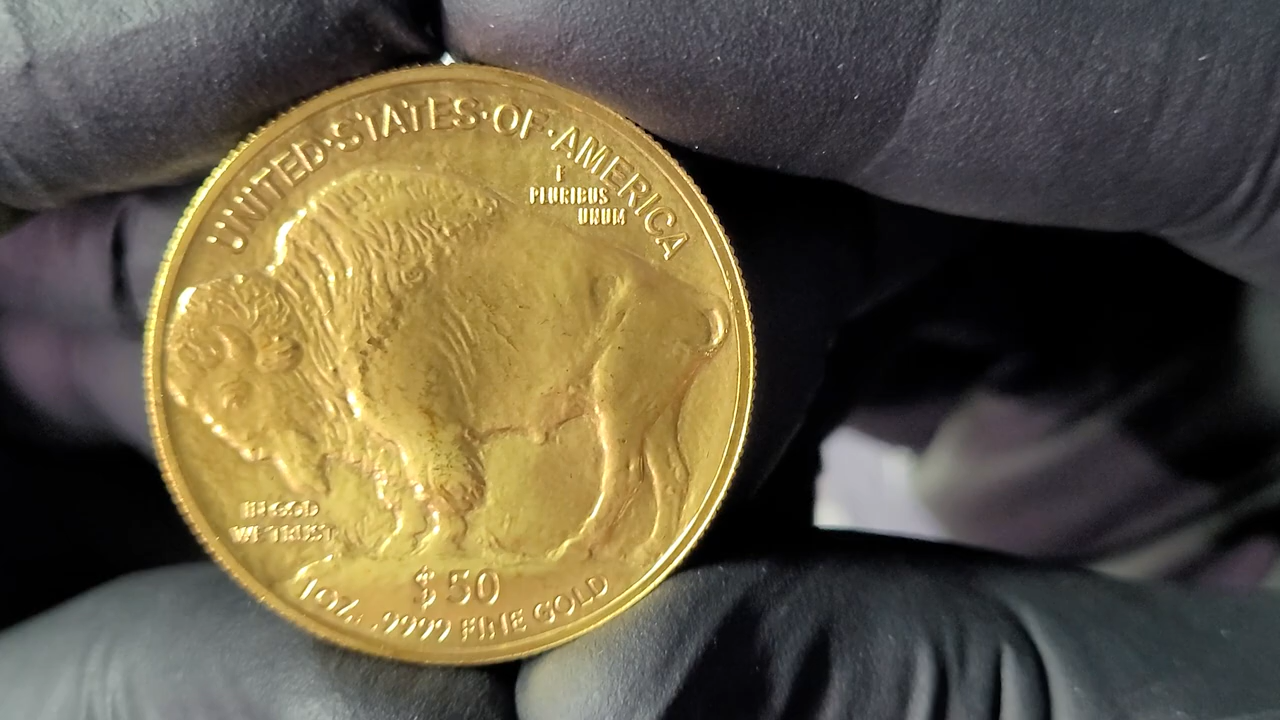 UNITED·STATES·OF·AMERICA
E
PLURIBUS
UNUM
IN GOD
WE TRUST
$50
1 OZ. .9999 FINE GOLD